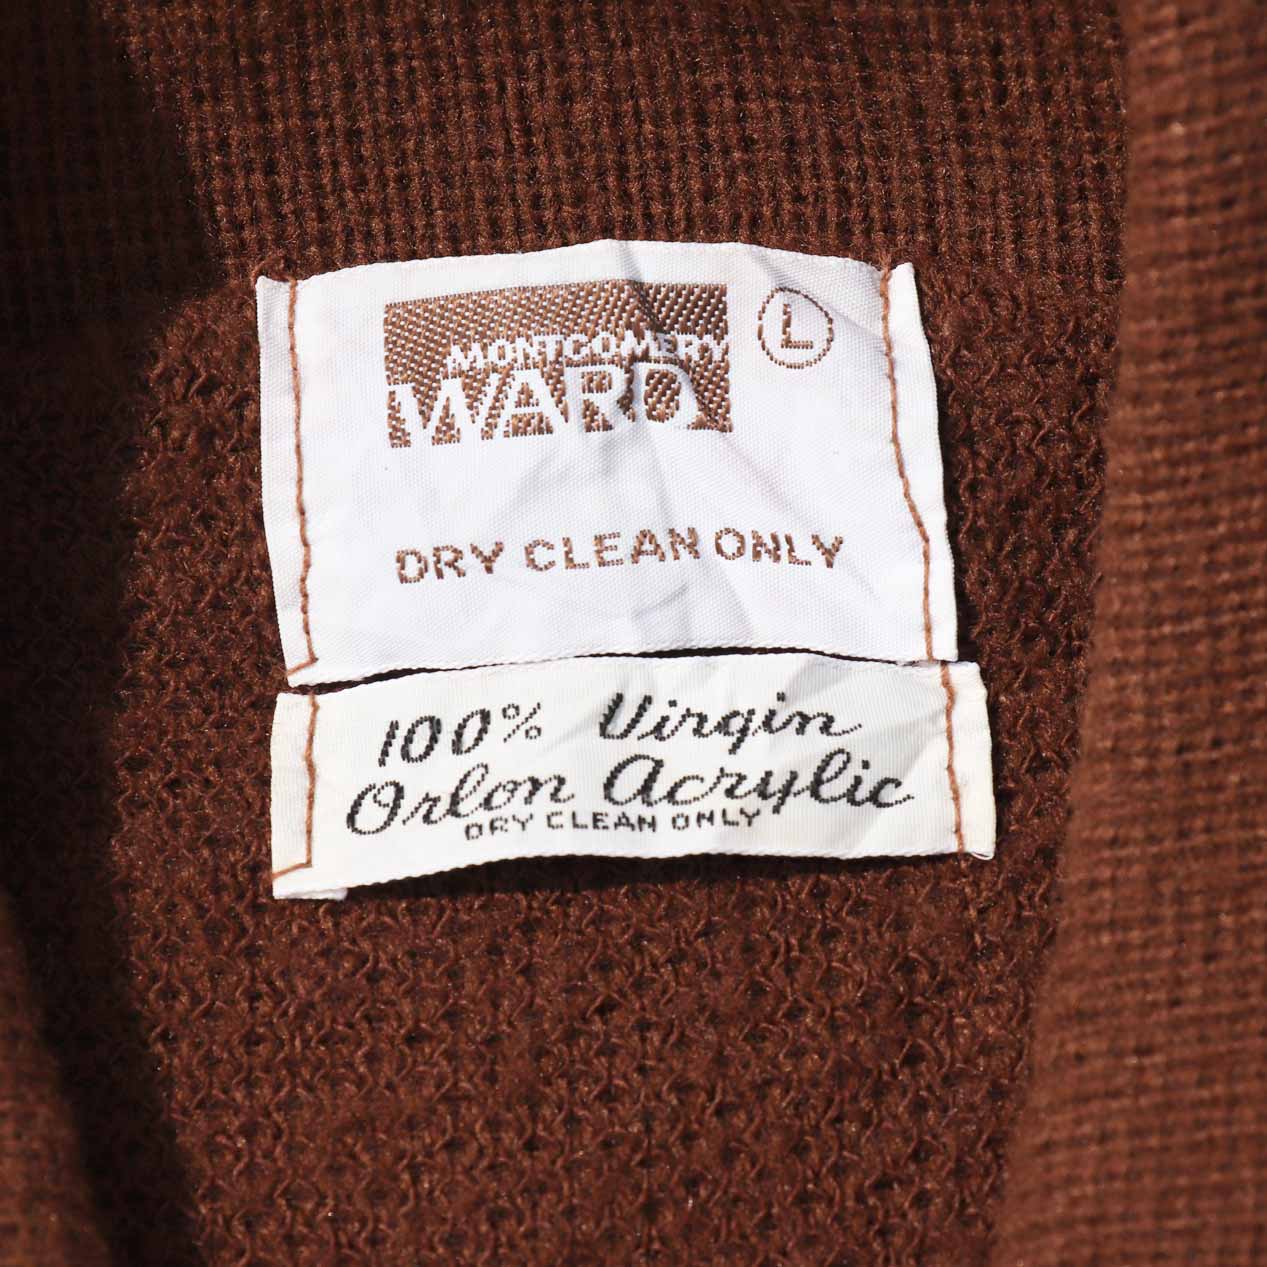 MONTGOMERY
WARD
L
DRY CLEAN ONLY
100% Virgin
Orlon Acrylic
DRY CLEAN ONLY